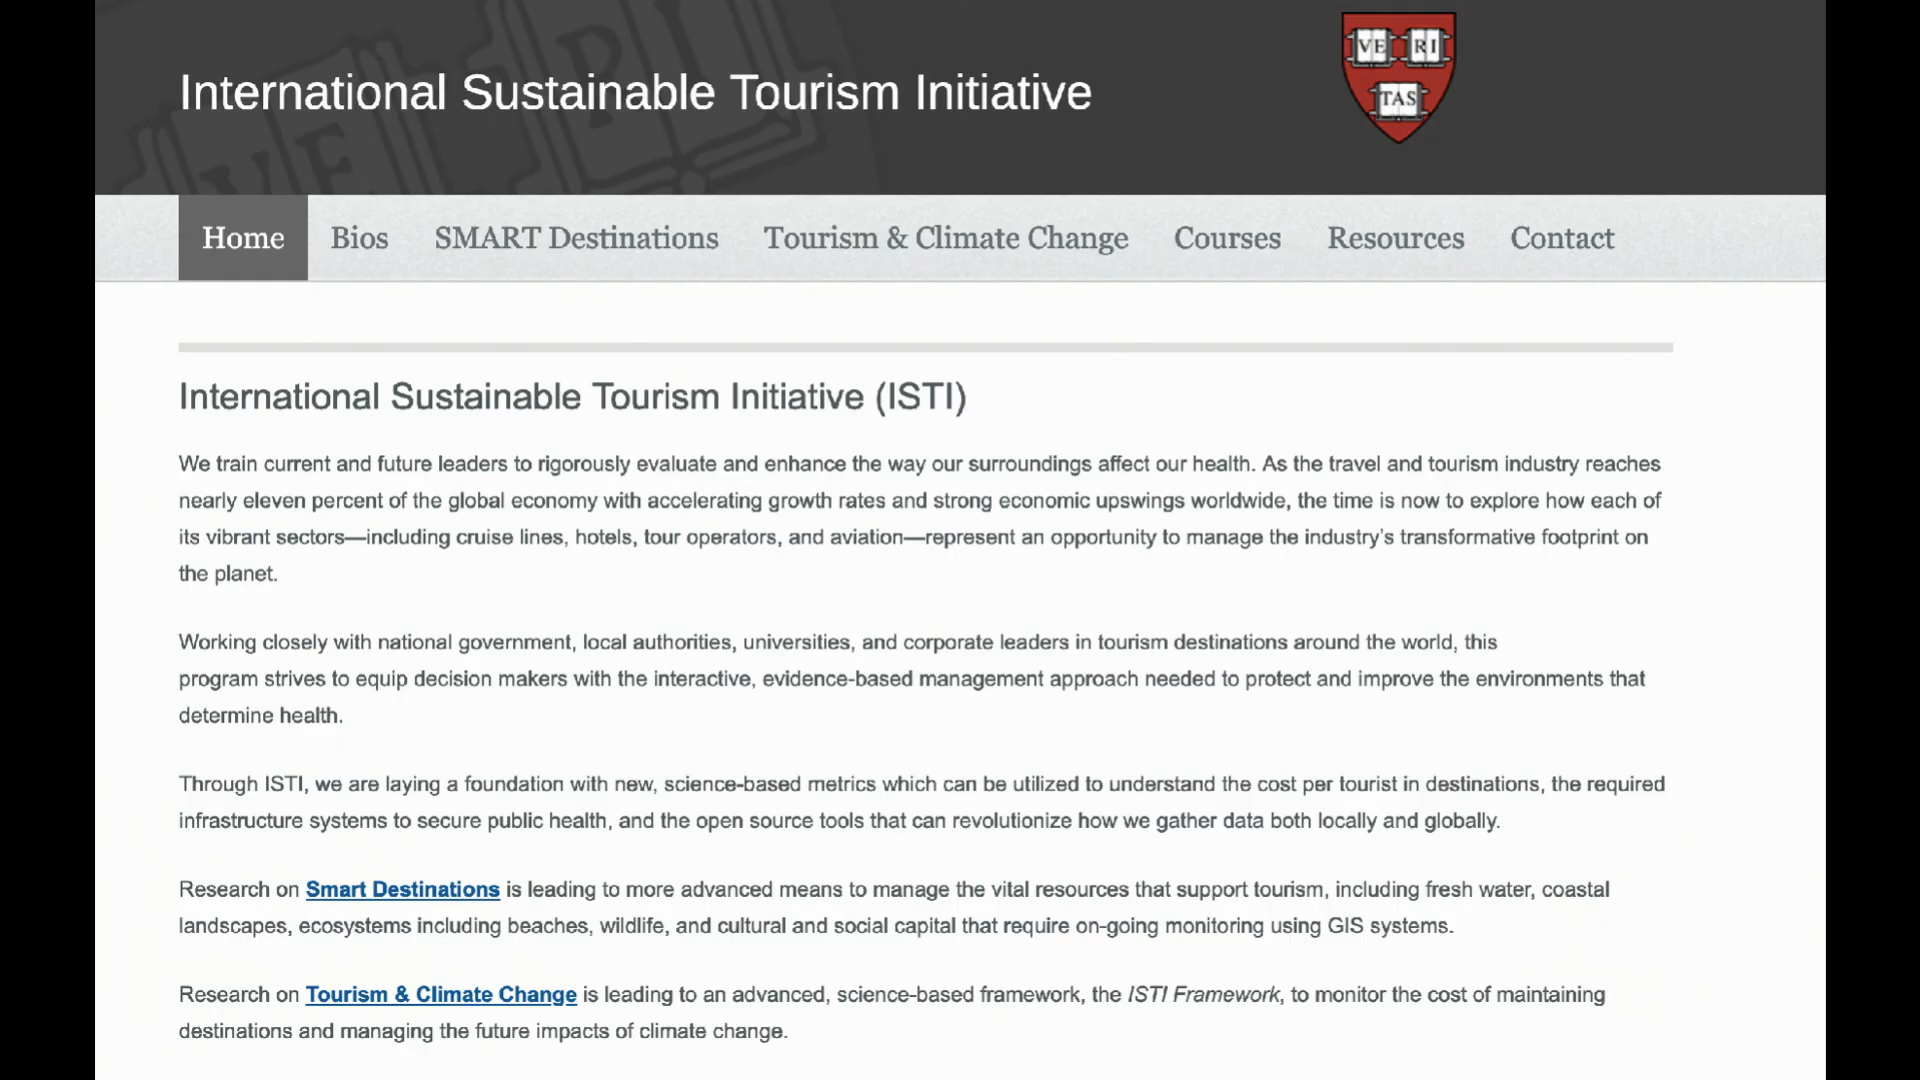 International Sustainable Tourism Initiative
VE RI
TAS
Home Bios SMART Destinations Tourism & Climate Change Courses Resources Contact
International Sustainable Tourism Initiative (ISTI)
We train current and future leaders to rigorously evaluate and enhance the way our surroundings affect our health. As the travel and tourism industry reaches
nearly eleven percent of the global economy with accelerating growth rates and strong economic upswings worldwide, the time is now to explore how each of
its vibrant sectors—including cruise lines, hotels, tour operators, and aviation—represent an opportunity to manage the industry’s transformative footprint on
the planet.
Working closely with national government, local authorities, universities, and corporate leaders in tourism destinations around the world, this
program strives to equip decision makers with the interactive, evidence-based management approach needed to protect and improve the environments that
determine health.
Through ISTI, we are laying a foundation with new, science-based metrics which can be utilized to understand the cost per tourist in destinations, the required
infrastructure systems to secure public health, and the open source tools that can revolutionize how we gather data both locally and globally.
Research on Smart Destinations is leading to more advanced means to manage the vital resources that support tourism, including fresh water, coastal
landscapes, ecosystems including beaches, wildlife, and cultural and social capital that require on-going monitoring using GIS systems.
Research on Tourism & Climate Change is leading to an advanced, science-based framework, the ISTI Framework, to monitor the cost of maintaining
destinations and managing the future impacts of climate change.